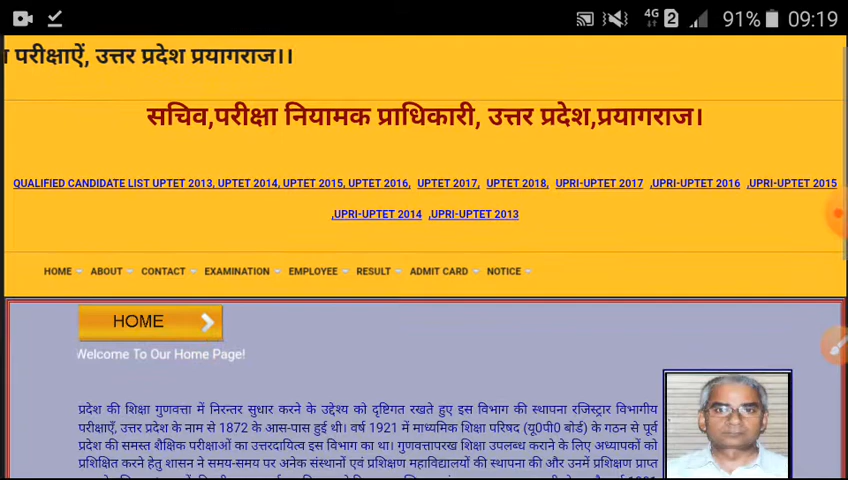 4G 2 91% 09:19
परीक्षाऐं, उत्तर प्रदेश प्रयागराज।।
सचिव,परीक्षा नियामक प्राधिकारी, उत्तर प्रदेश,प्रयागराज।
QUALIFIED CANDIDATE LIST UPTET 2013, UPTET 2014, UPTET 2015, UPTET 2016, UPTET 2017, UPTET 2018, UPRI-UPTET 2017 ,UPRI-UPTET 2016 ,UPRI-UPTET 2015
,UPRI-UPTET 2014 ,UPRI-UPTET 2013
HOME ABOUT CONTACT EXAMINATION EMPLOYEE RESULT ADMIT CARD NOTICE
HOME
Welcome To Our Home Page!
प्रदेश की शिक्षा गुणवत्ता में निरन्तर सुधार करने के उद्देश्य को दृष्टिगत रखते हुए इस विभाग की स्थापना रजिस्ट्रार विभागीय
परीक्षाएँ, उत्तर प्रदेश के नाम से 1872 के आस-पास हुई थी। वर्ष 1921 में माध्यमिक शिक्षा परिषद (यू0पी0 बोर्ड) के गठन से पूर्व
प्रदेश की समस्त शैक्षिक परीक्षाओं का उत्तरदायित्व इस विभाग का था। गुणवत्तापरख शिक्षा उपलब्ध कराने के लिए अध्यापकों को
प्रशिक्षित करने हेतु शासन ने समय-समय पर अनेक संस्थानों एवं प्रशिक्षण महाविद्यालयों की स्थापना की और उनमें प्रशिक्षण प्राप्त